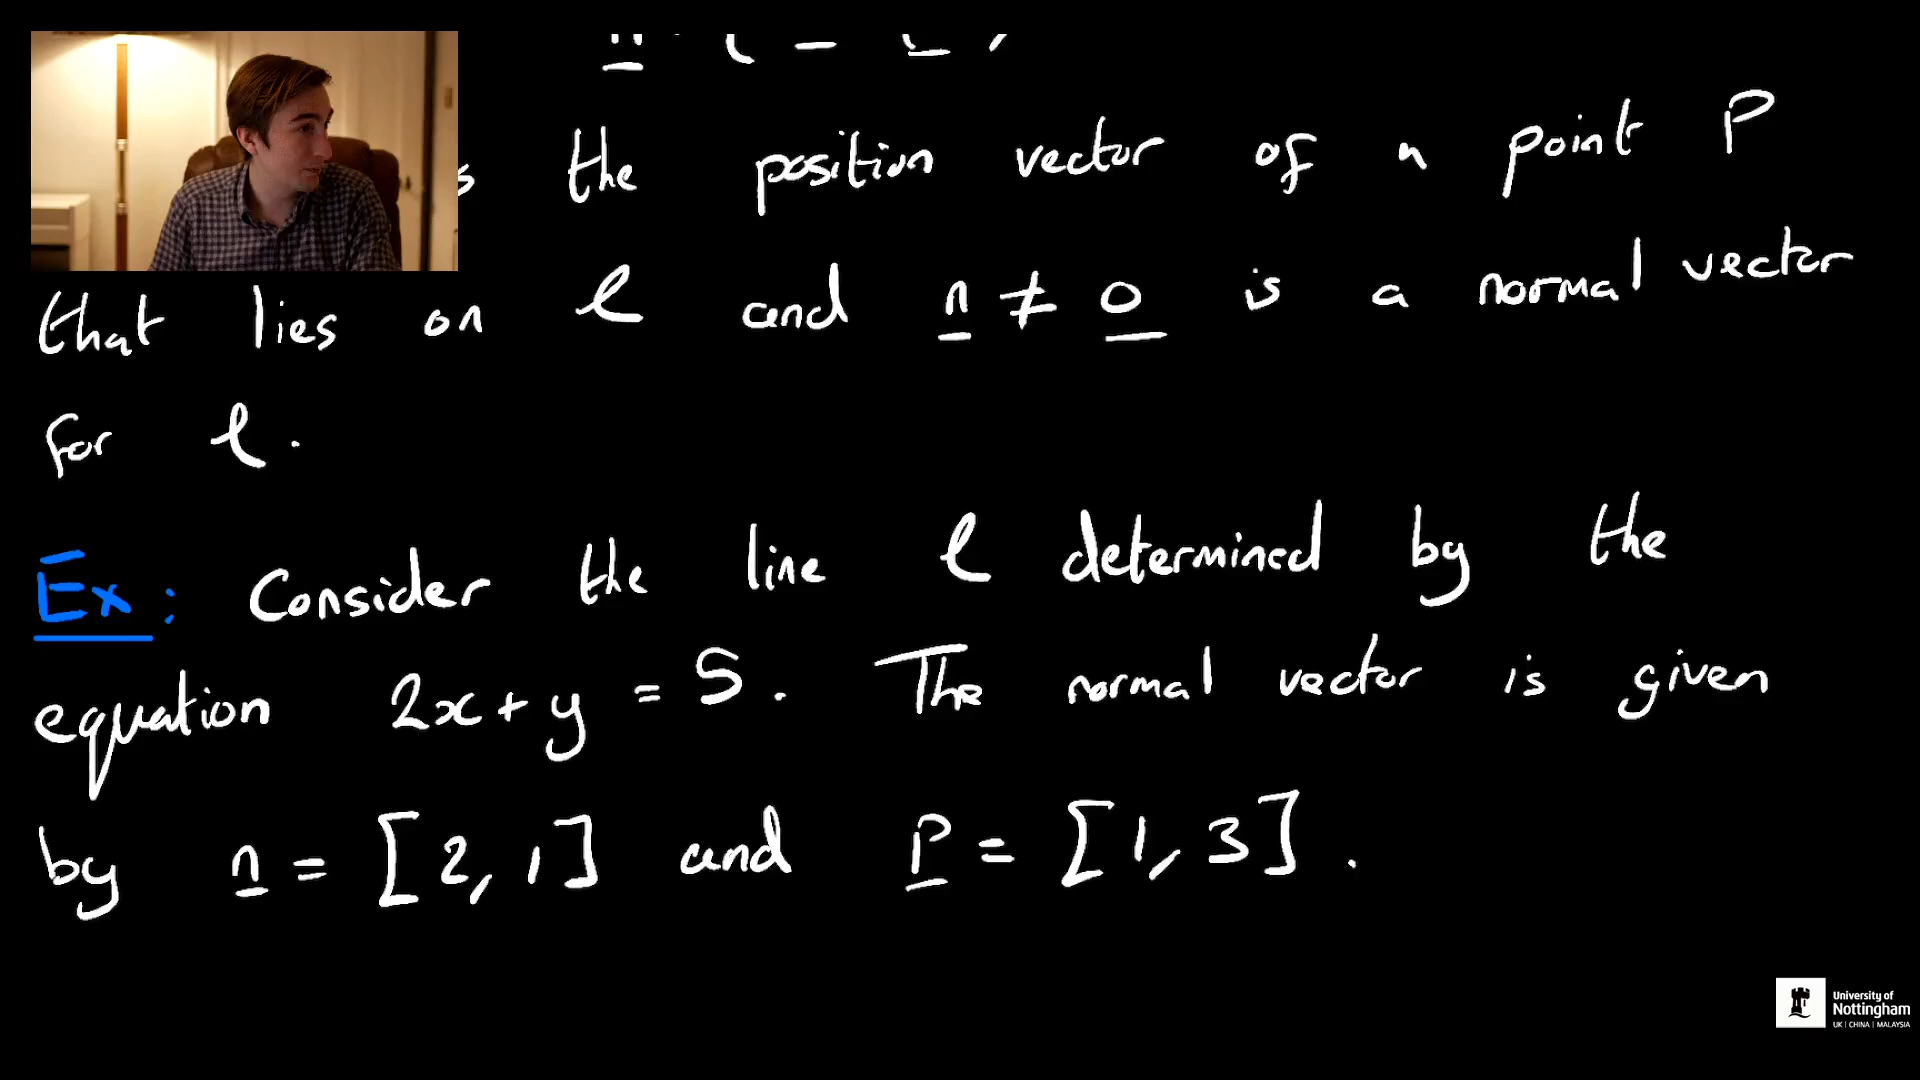 the position vector of a point P
that lies on ℓ and n ≠ 0 is a normal vector
for ℓ.
Ex: Consider the line ℓ determined by the
equation 2x+y = 5. The normal vector is given
by n = [2, 1] and P = [1, 3].
University of
Nottingham
UK | CHINA | MALAYSIA